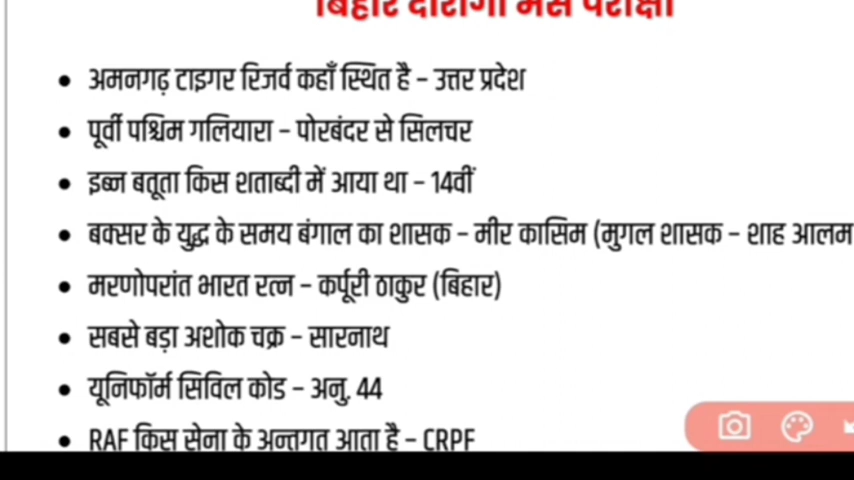 बिहार दारोगा मेंस परीक्षा
• अमनगढ़ टाइगर रिजर्व कहाँ स्थित है – उत्तर प्रदेश
• पूर्वी पश्चिम गलियारा – पोरबंदर से सिलचर
• इब्न बतूता किस शताब्दी में आया था – 14वीं
• बक्सर के युद्ध के समय बंगाल का शासक – मीर कासिम (मुगल शासक – शाह आलम
• मरणोपरांत भारत रत्न – कर्पूरी ठाकुर (बिहार)
• सबसे बड़ा अशोक चक्र – सारनाथ
• यूनिफॉर्म सिविल कोड – अनु. 44
• RAF किस सेना के अन्तगत आता है – CRPF